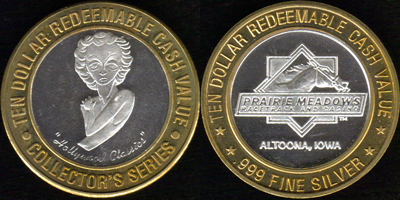 TEN DOLLAR REDEEMABLE CASH VALUE
"Hollywood Classics"
• COLLECTOR'S SERIES •
★ TEN DOLLAR REDEEMABLE CASH VALUE ★
PRAIRIE MEADOWS
RACETRACK AND CASINO
TM
ALTOONA, IOWA
★ .999 FINE SILVER ★